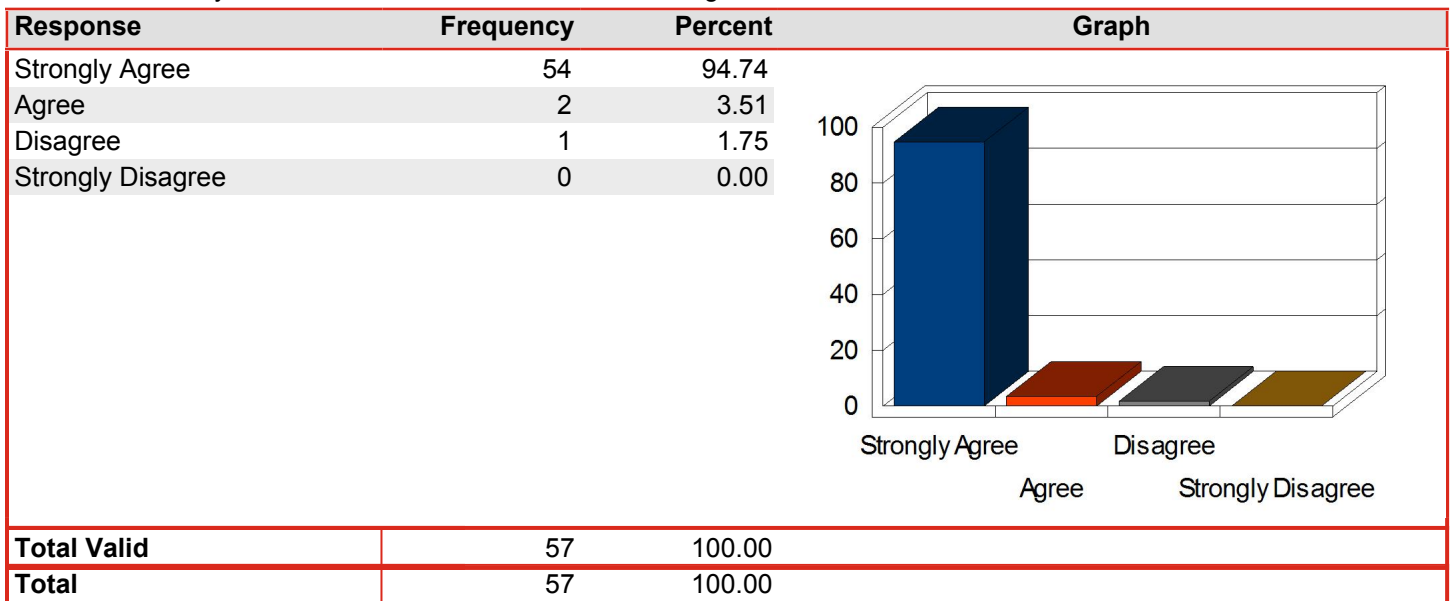 Response Frequency Percent Graph
Strongly Agree 54 94.74
Agree 2 3.51
Disagree 1 1.75
Strongly Disagree 0 0.00
100
80
60
40
20
0
Strongly Agree Disagree
Agree Strongly Disagree
Total Valid 57 100.00
Total 57 100.00